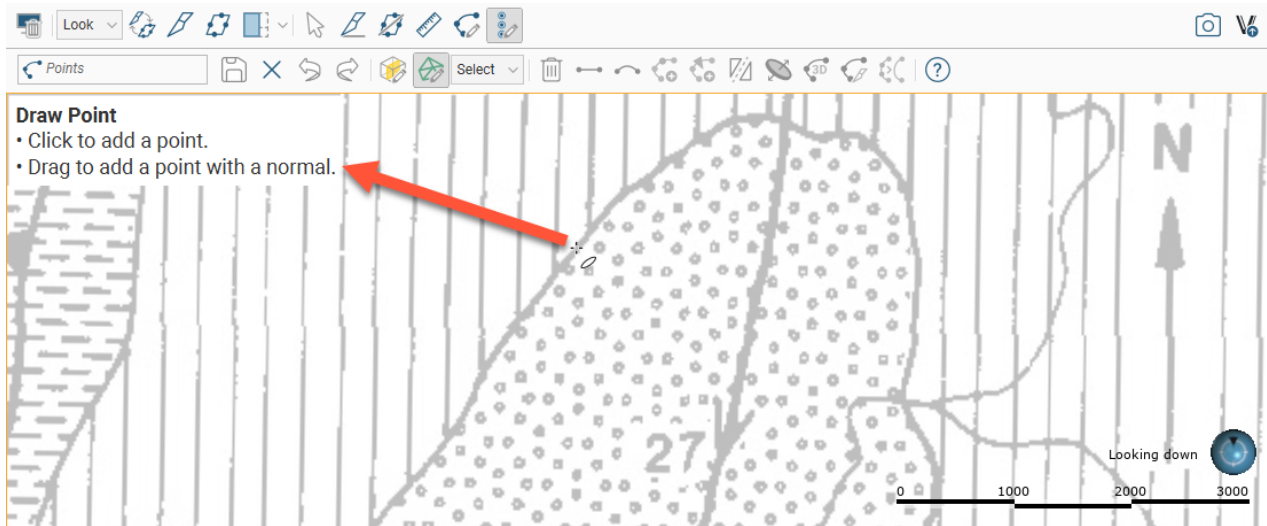 Look
Points
Select
3D
?
Draw Point
• Click to add a point.
• Drag to add a point with a normal.
N
27
Looking down
0 1000 2000 3000